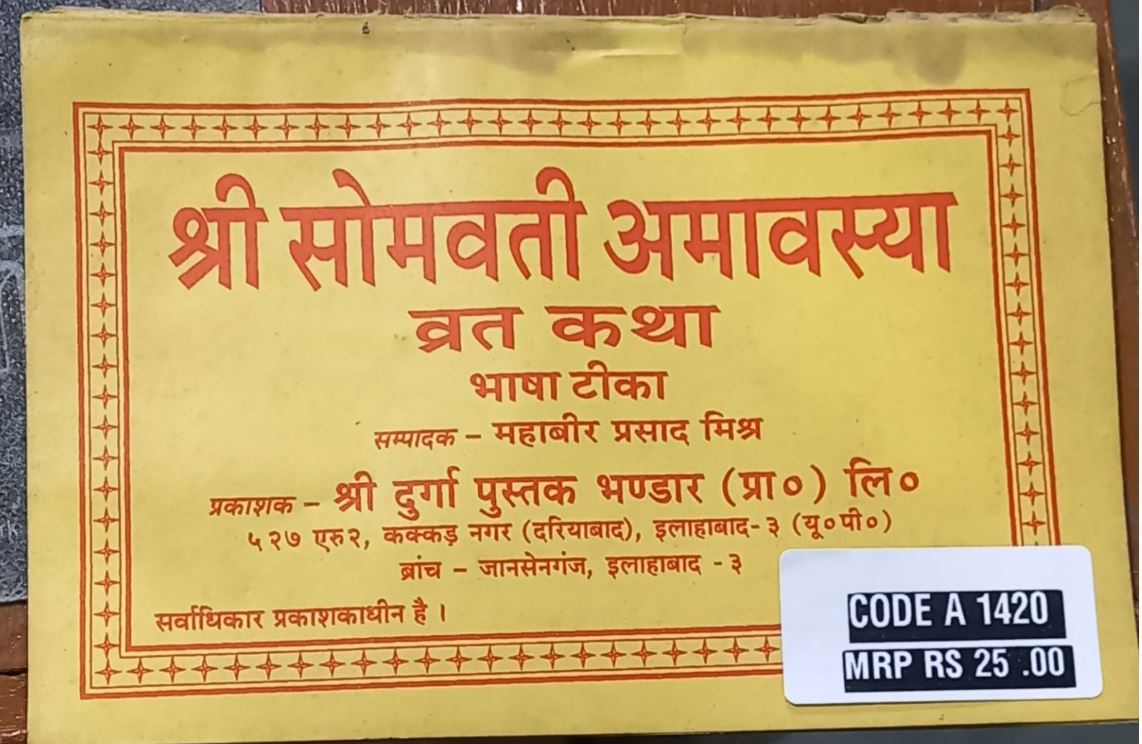 श्री सोमवती अमावस्या
व्रत कथा
भाषा टीका
सम्पादक – महाबीर प्रसाद मिश्र
प्रकाशक – श्री दुर्गा पुस्तक भण्डार (प्रा०) लि०
५२७ एरु२, कक्कड़ नगर (दरियाबाद), इलाहाबाद- ३ (यू०पी०)
ब्रांच – जानसेनगंज, इलाहाबाद - ३
सर्वाधिकार प्रकाशकाधीन है ।
CODE A 1420
MRP RS 25 .00